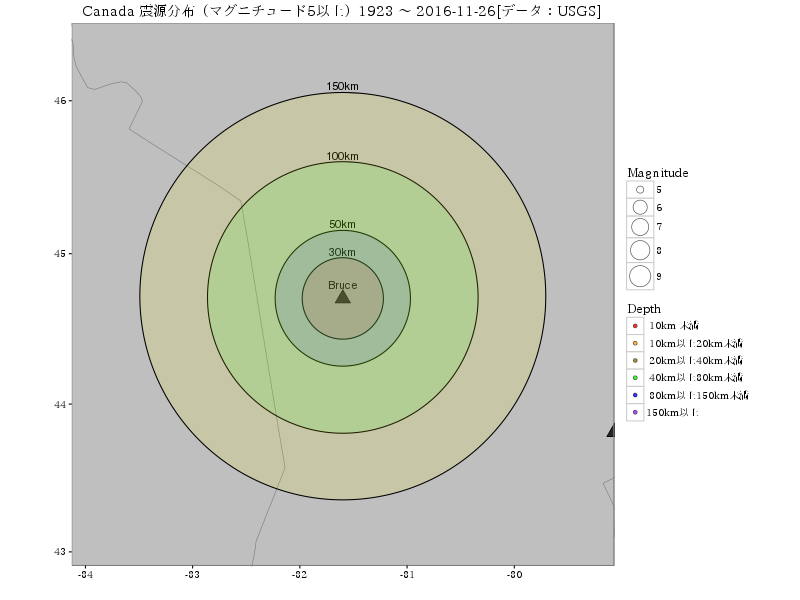 Canada 震源分布（マグニチュード5以上）1923 ～ 2016-11-26[データ：USGS]
150km
100km
50km
30km
Bruce
46
45
44
43
-84
-83
-82
-81
-80
Magnitude
5
6
7
8
9
Depth
10km 未満
10km以上20km未満
20km以上40km未満
40km以上80km未満
80km以上150km未満
150km以上